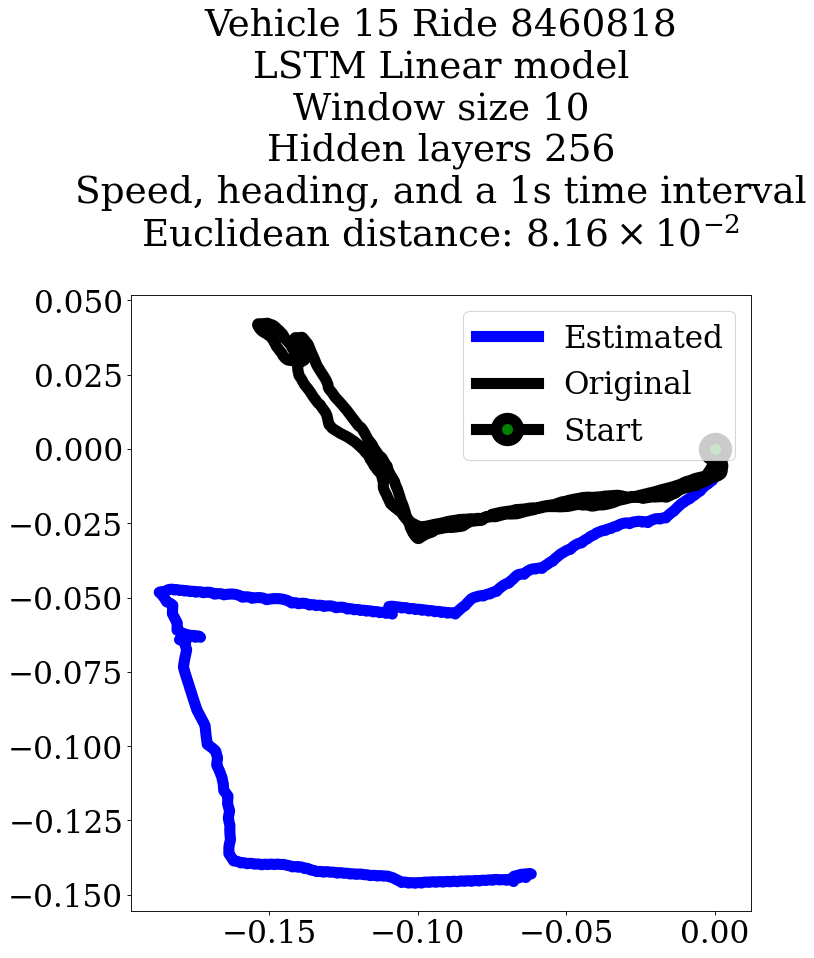 Vehicle 15 Ride 8460818
LSTM Linear model
Window size 10
Hidden layers 256
Speed, heading, and a 1s time interval
Euclidean distance: 8.16 × 10⁻²
Estimated
Original
Start
0.050
0.025
0.000
−0.025
−0.050
−0.075
−0.100
−0.125
−0.150
−0.15 −0.10 −0.05 0.00